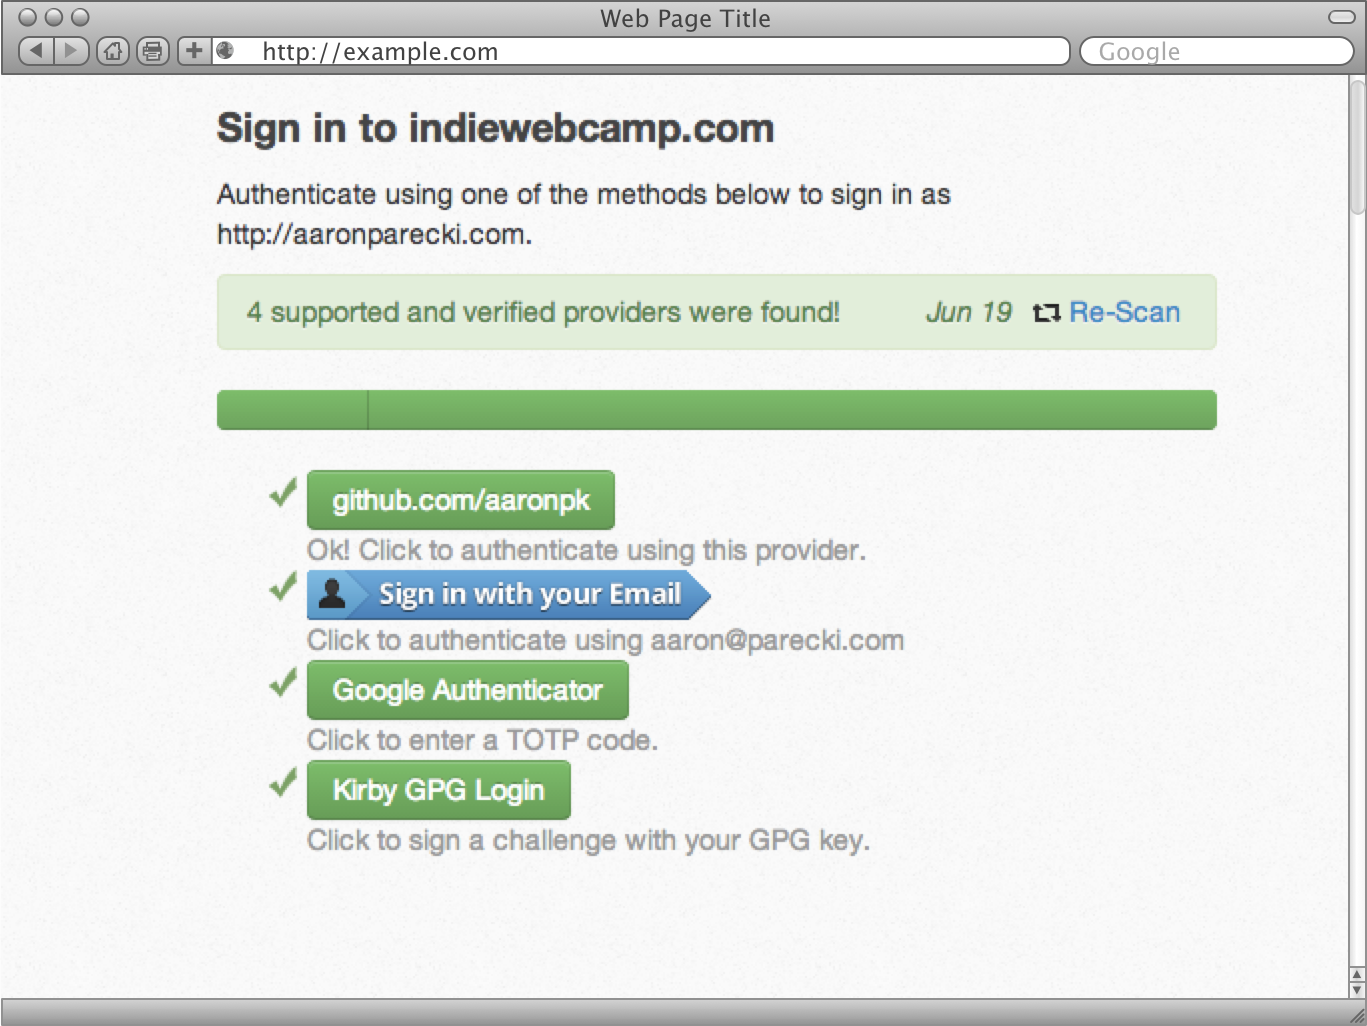 Web Page Title
http://example.com
Google
Sign in to indiewebcamp.com
Authenticate using one of the methods below to sign in as
http://aaronparecki.com.
4 supported and verified providers were found! Jun 19 Re-Scan
github.com/aaronpk
Ok! Click to authenticate using this provider.
Sign in with your Email
Click to authenticate using aaron@parecki.com
Google Authenticator
Click to enter a TOTP code.
Kirby GPG Login
Click to sign a challenge with your GPG key.